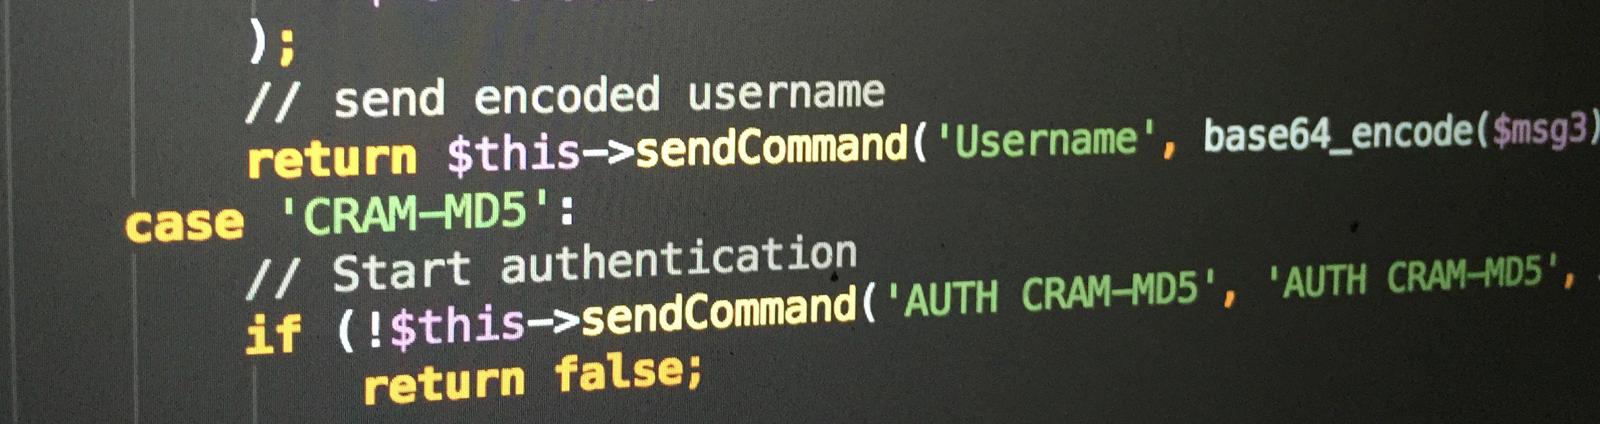 );
// send encoded username
return $this->sendCommand('Username', base64_encode($msg3)
case 'CRAM-MD5':
// Start authentication
if (!$this->sendCommand('AUTH CRAM-MD5', 'AUTH CRAM-MD5',
return false;